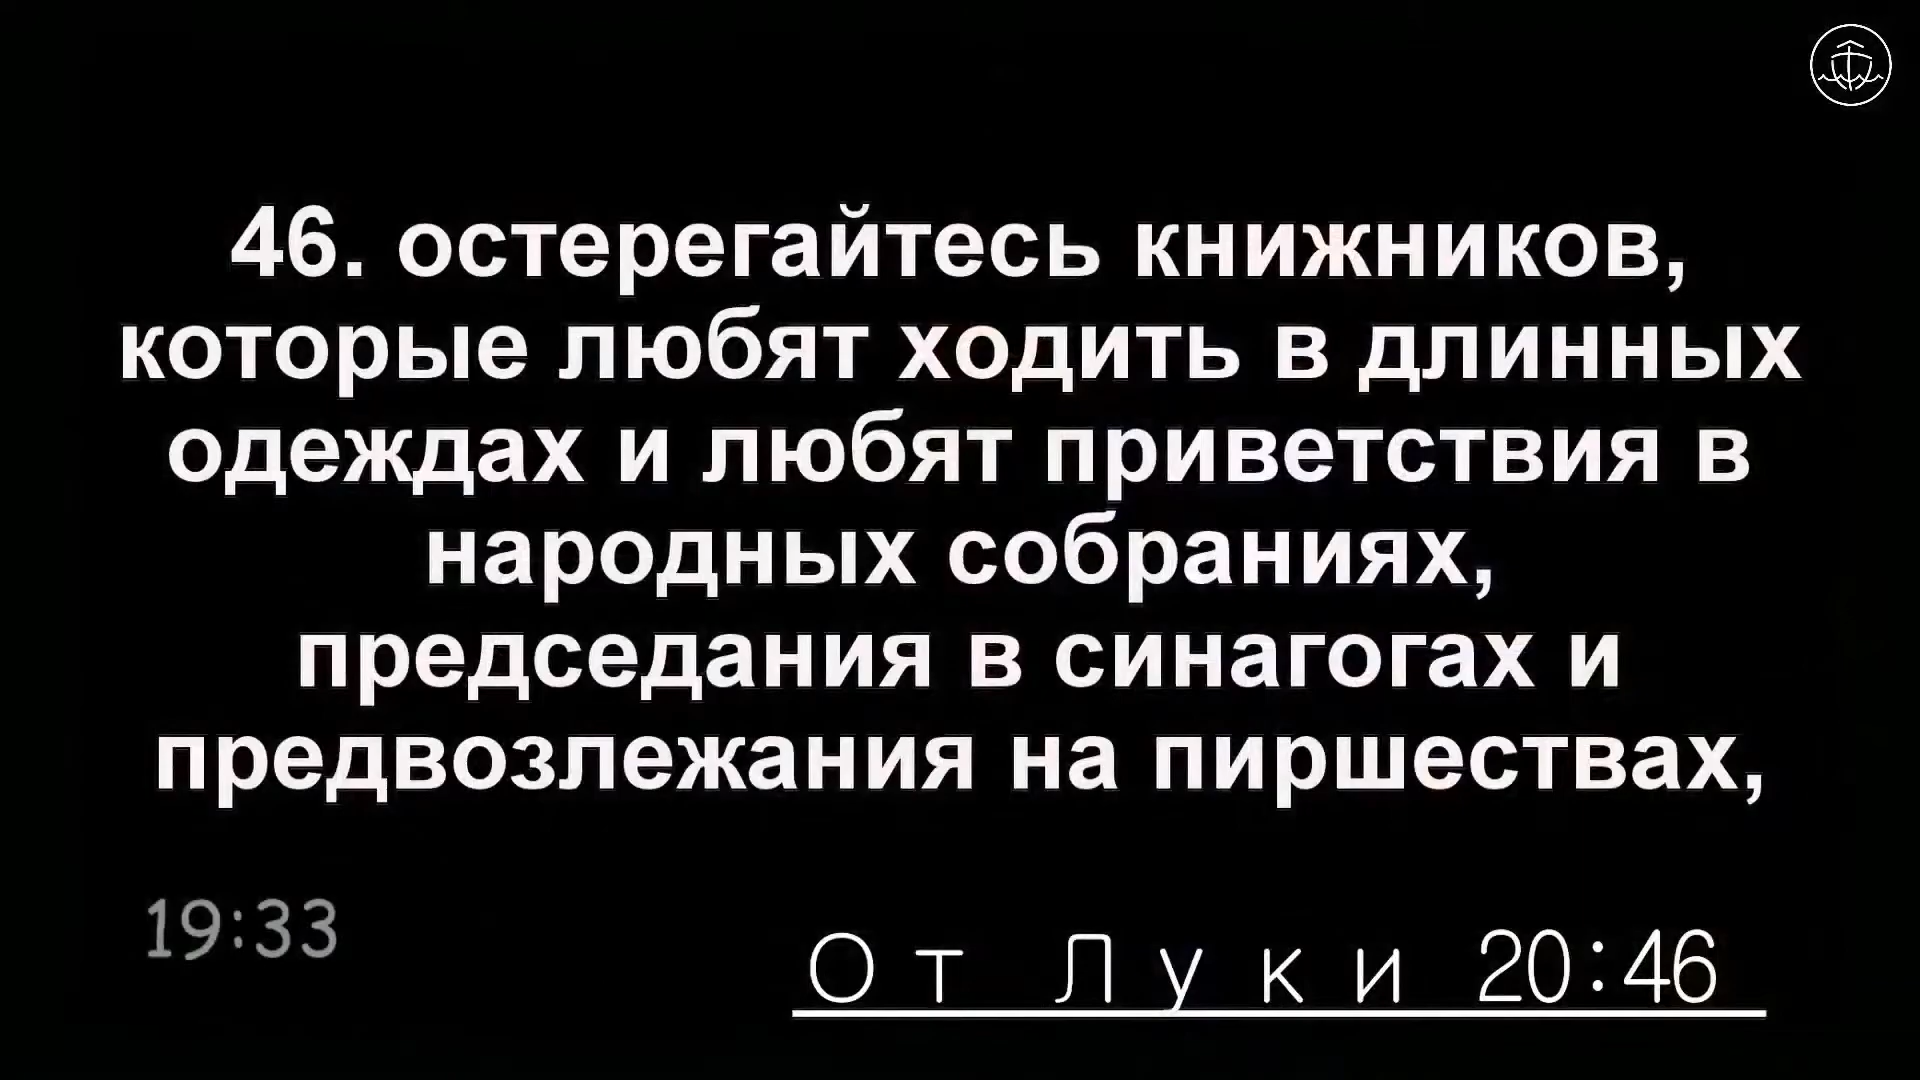 46. остерегайтесь книжников,
которые любят ходить в длинных
одеждах и любят приветствия в
народных собраниях,
председания в синагогах и
предвозлежания на пиршествах,
19:33
От Луки 20:46